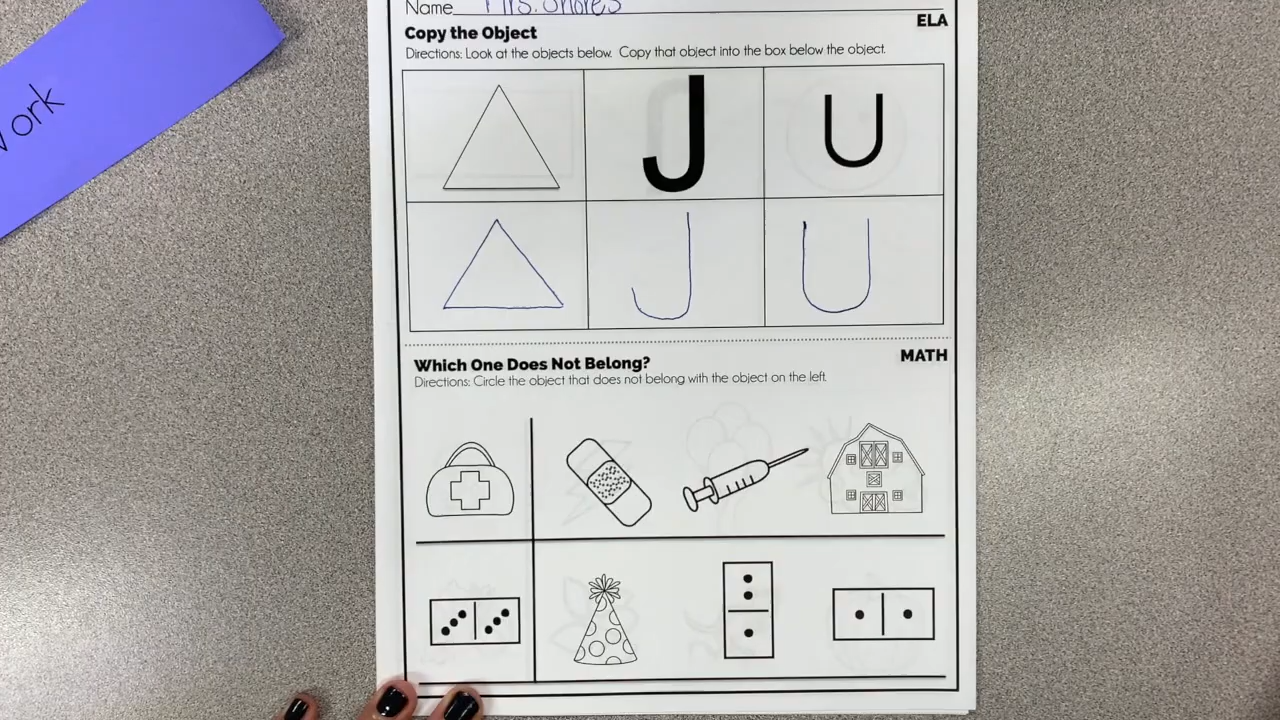 Name Mrs. Shores
ELA
Copy the Object
Directions: Look at the objects below. Copy that object into the box below the object.
J U
J U
Which One Does Not Belong?
MATH
Directions: Circle the object that does not belong with the object on the left.